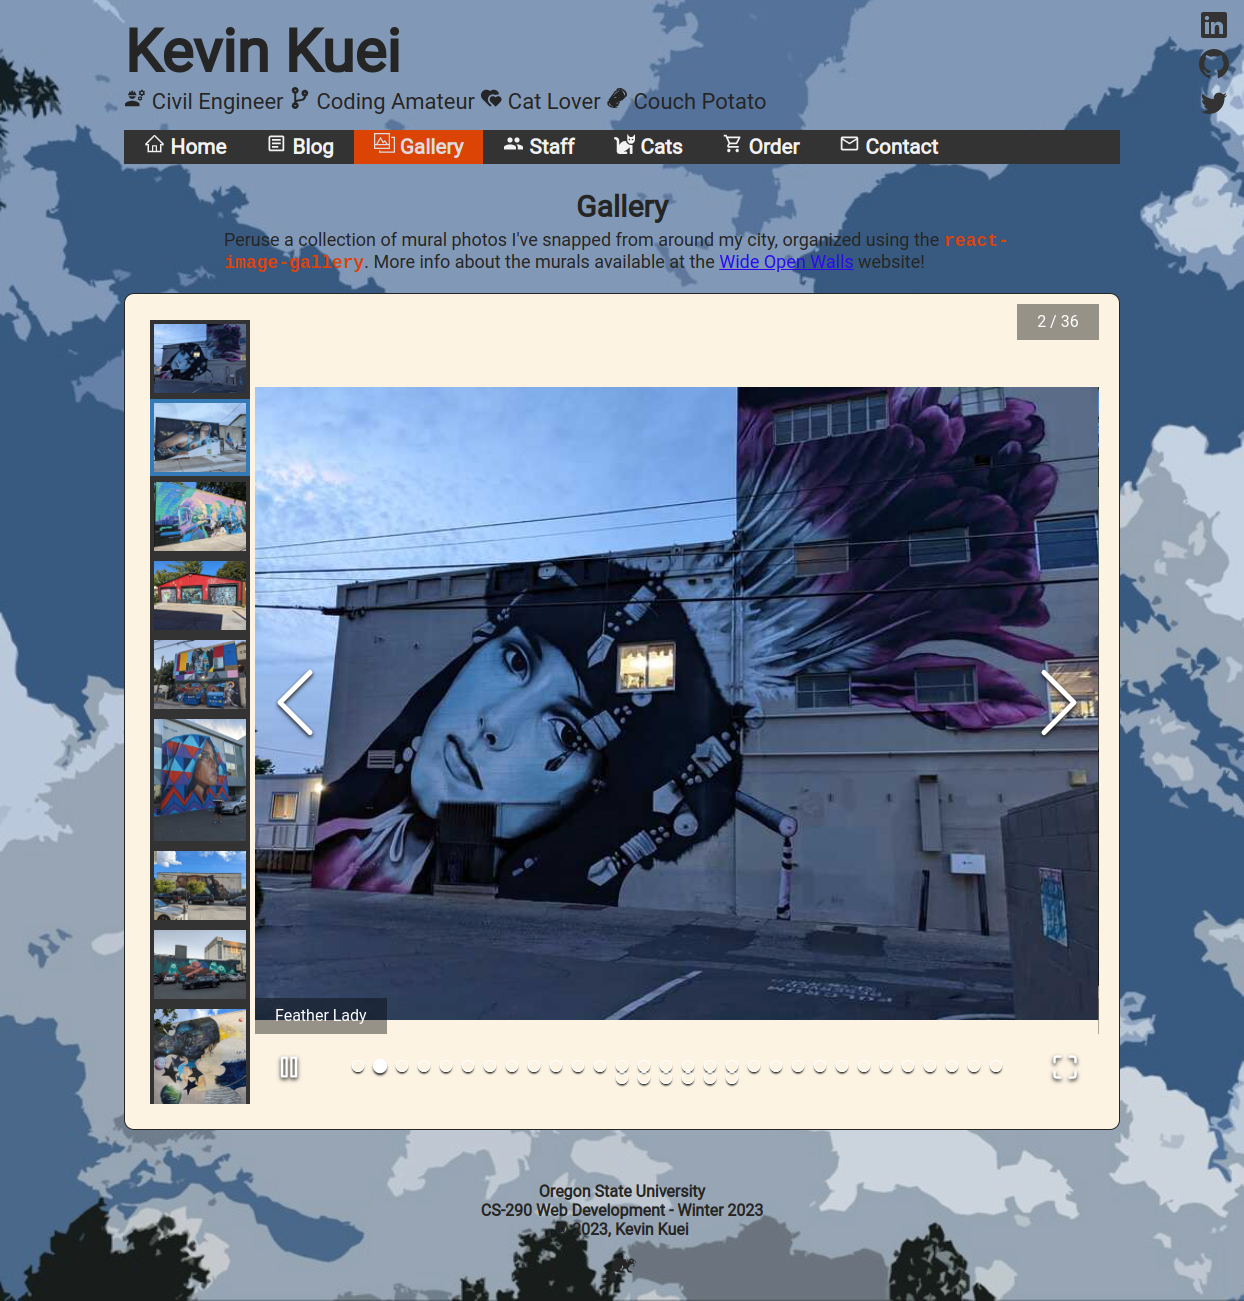 Kevin Kuei
Civil Engineer Coding Amateur Cat Lover Couch Potato
Home Blog Gallery Staff Cats Order Contact
Gallery
Peruse a collection of mural photos I've snapped from around my city, organized using the react-
image-gallery. More info about the murals available at the Wide Open Walls website!
2 / 36
Feather Lady
Oregon State University
CS-290 Web Development - Winter 2023
2023, Kevin Kuei